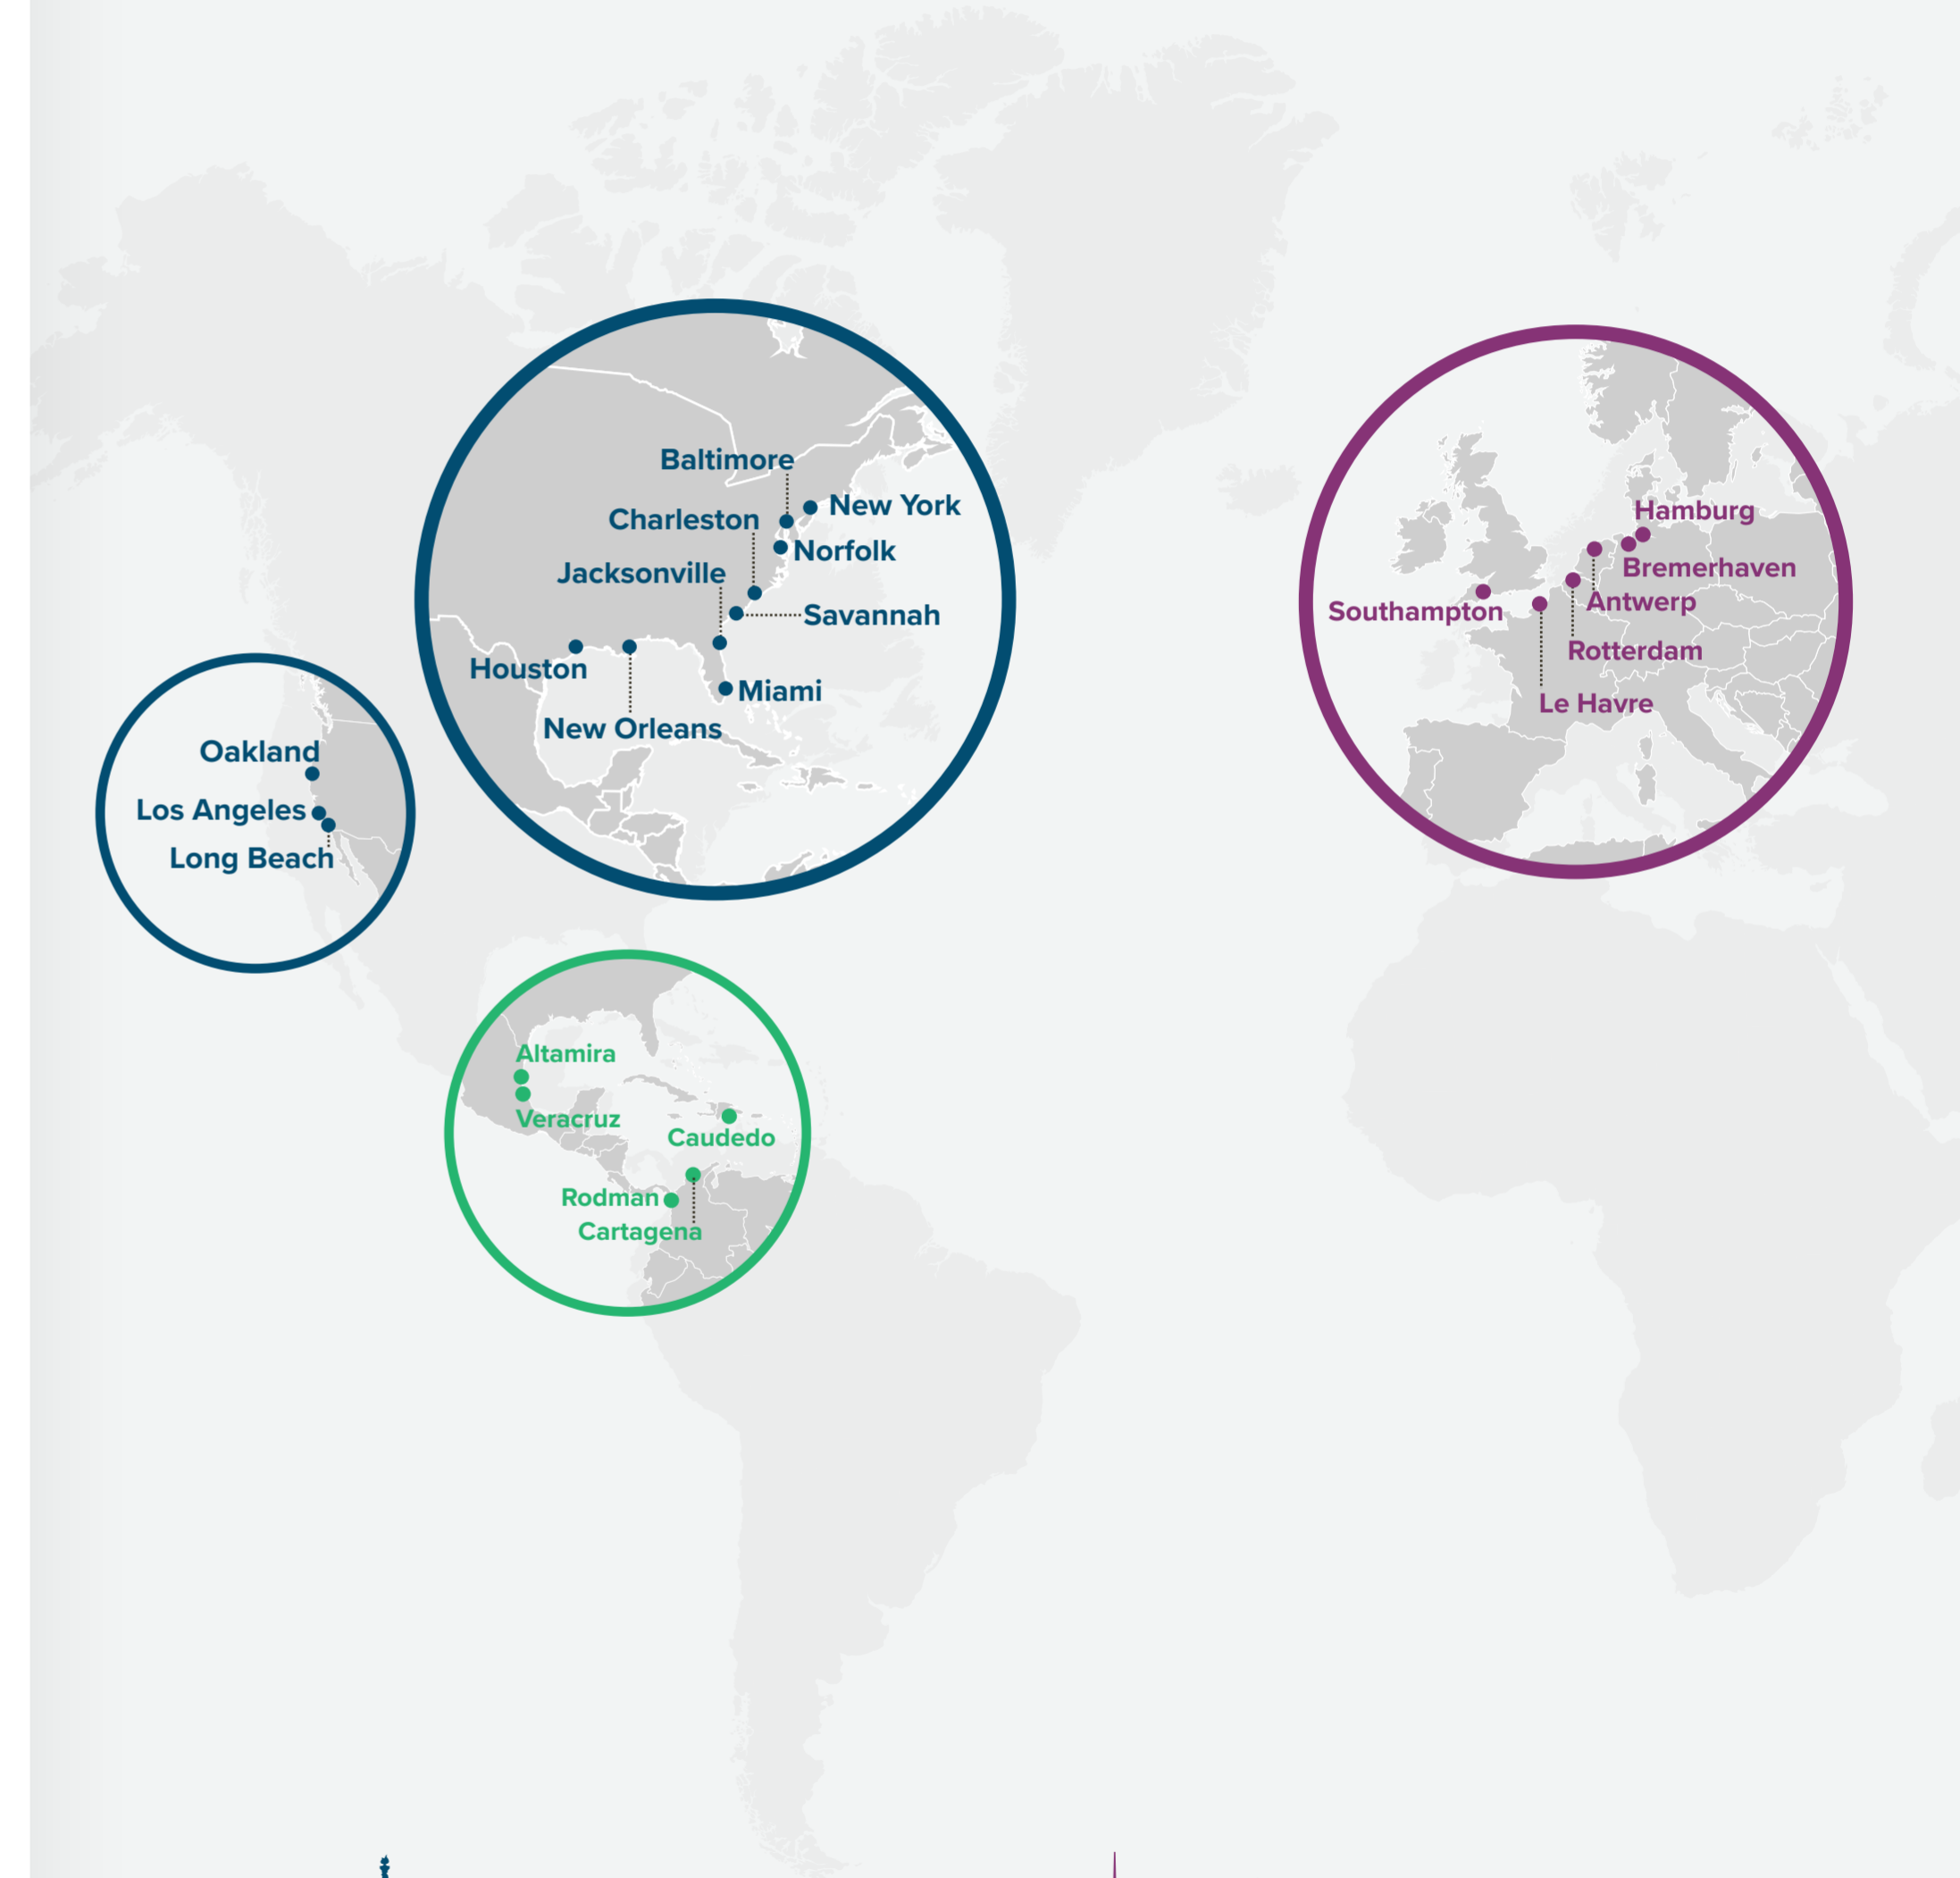 Baltimore
New York
Charleston
Norfolk
Jacksonville
Savannah
Houston
Miami
New Orleans
Oakland
Los Angeles
Long Beach
Hamburg
Bremerhaven
Antwerp
Southampton
Rotterdam
Le Havre
Altamira
Veracruz
Caudedo
Rodman
Cartagena